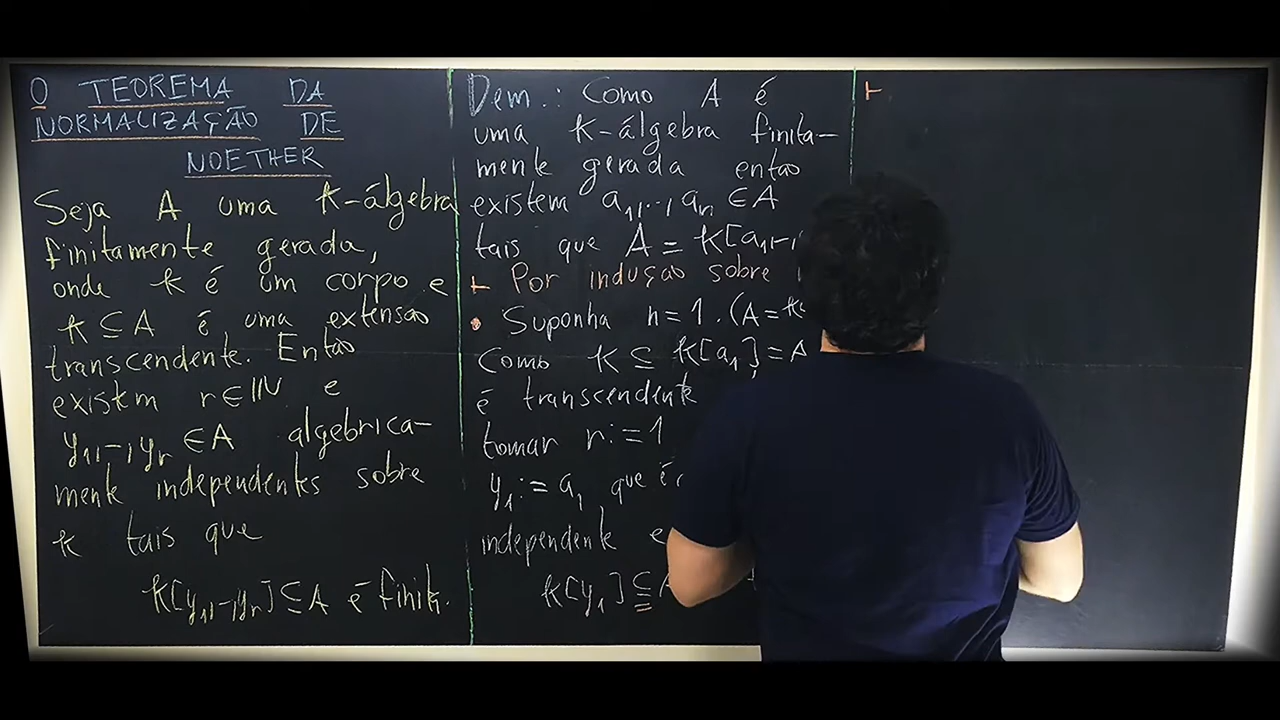 O TEOREMA DA
NORMALIZAÇÃO DE
NOETHER
Seja A uma K-álgebra
finitamente gerada,
onde K é um corpo e
K ⊆ A é uma extensão
transcendente. Então
existem r ∈ IN e
y₁,...,yᵣ ∈ A algebrica-
mente independentes sobre
K tais que
K[y₁,...,yᵣ] ⊆ A é finita.
Dem.: Como A é
uma K-álgebra finita-
mente gerada então
existem a₁,...,aₙ ∈ A
tais que A = K[a₁,...,
⊢ Por indução sobre
• Suponha n = 1. (A = K
Como K ⊆ K[a₁] = A
é transcendente
tomar r := 1
y₁ := a₁ que é
independente e
K[y₁] ⊆ A
⊢